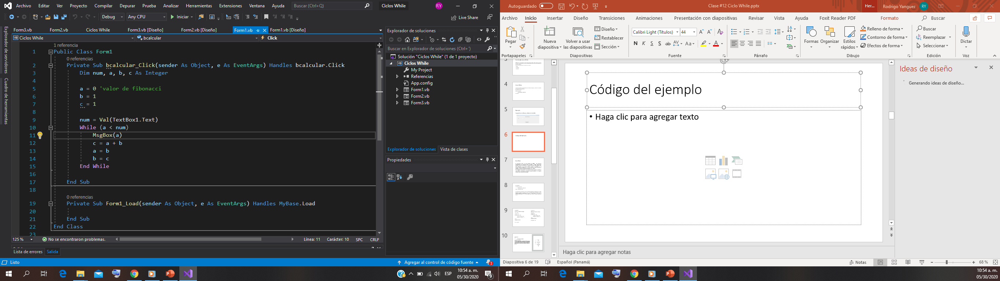 Archivo Editar Ver Proyecto Compilar Depurar Prueba Analizar Herramientas Extensiones Ventana Ayuda Buscar (Ctrl+Q) Ciclos While RY
Debug Any CPU Iniciar Live Share
Form3.vb Form2.vb Ciclos While Form3.vb [Diseño] Form2.vb [Diseño] Form1.vb Form1.vb [Diseño]
Ciclos While bcalcular Click
Explorador de servidores
Cuadro de herramientas
1 referencia
1 Public Class Form1
0 referencias
2 Private Sub bcalcular_Click(sender As Object, e As EventArgs) Handles bcalcular.Click
3 Dim num, a, b, c As Integer
4
5 a = 0 'valor de fibonacci
6 b = 1
7 c = 1
8
9 num = Val(TextBox1.Text)
10 While (a < num)
11 MsgBox(a)
12 c = a + b
13 a = b
14 b = c
15 End While
16
17 End Sub
18
0 referencias
19 Private Sub Form1_Load(sender As Object, e As EventArgs) Handles MyBase.Load
20
21 End Sub
22 End Class
23
125 % No se encontraron problemas. Línea: 11 Carácter: 10 SPC CRLF
Lista de errores Salida
Listo Agregar al control de código fuente 3
Explorador de soluciones
Buscar en Explorador de soluciones (Ctrl+´)
Solución "Ciclos While" (1 de 1 proyecto)
Ciclos While
My Project
Referencias
App.config
Form1.vb
Form2.vb
Form3.vb
Explorador de soluciones Vista de clases
Propiedades
ESP 10:54 a. m.
05/30/2020 9
Autoguardado Clase #12 Ciclo While.pptx Her... Rodrigo Yanguez RY
Archivo Inicio Insertar Diseño Transiciones Animaciones Presentación con diapositivas Revisar Vista Ayuda Foxit Reader PDF Formato Buscar
Pegar
Portapapeles
Nueva diapositiva
Volver a usar las diapositivas
Diseño
Restablecer
Sección
Diapositivas
Calibri Light (Títulos) 44
N K S S ab AV Aa A
Fuente
Párrafo
Formas Organizar Estilos rápidos
Relleno de forma
Contorno de forma
Efectos de forma
Dibujo
Buscar
Reemplazar
Seleccionar
Edición
Dictar
Voz
4
5
6
7
8
9
10
Código del ejemplo
• Haga clic para agregar texto
Ideas de diseño
Generando ideas de diseño...
Haga clic para agregar notas
Diapositiva 6 de 19 Español (Panamá) Notas 68 %
10:54 a. m.
05/30/2020